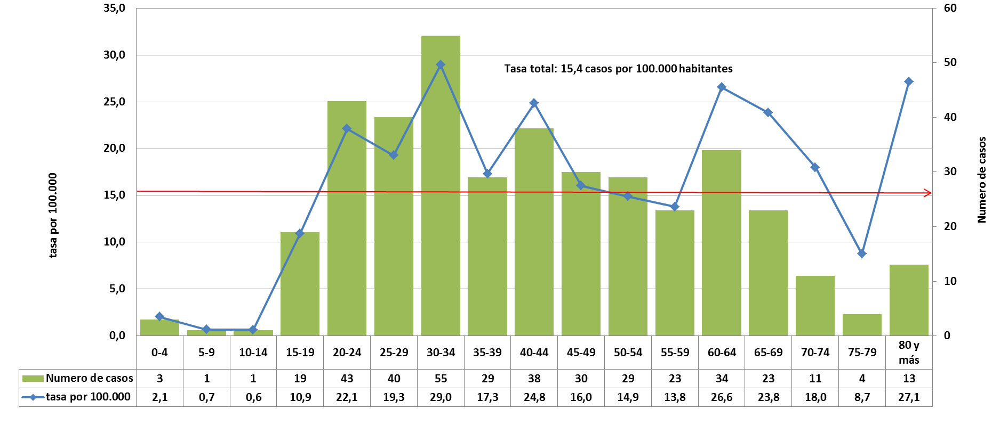 35,0
30,0
25,0
20,0
15,0
10,0
5,0
0,0
tasa por 100.000
Tasa total: 15,4 casos por 100.000 habitantes
60
50
40
30
20
10
0
Numero de casos
0-4 5-9 10-14 15-19 20-24 25-29 30-34 35-39 40-44 45-49 50-54 55-59 60-64 65-69 70-74 75-79 80 y
más
Numero de casos 3 1 1 19 43 40 55 29 38 30 29 23 34 23 11 4 13
tasa por 100.000 2,1 0,7 0,6 10,9 22,1 19,3 29,0 17,3 24,8 16,0 14,9 13,8 26,6 23,8 18,0 8,7 27,1